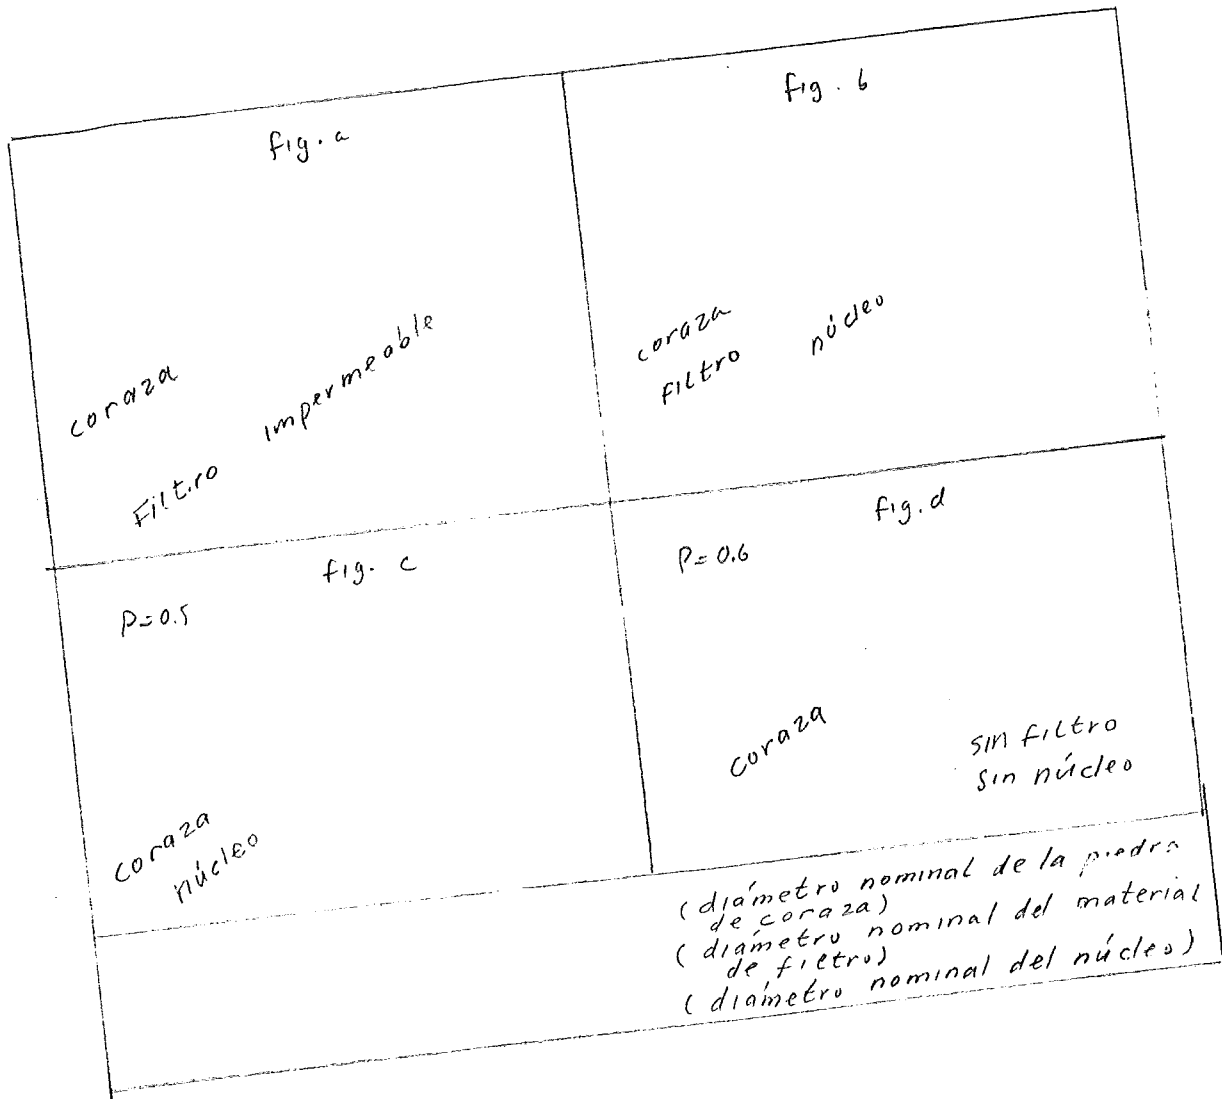 fig. a
coraza
Filtro
impermeable
fig. b
coraza
filtro
núcleo
fig. c
P=0.5
coraza
núcleo
fig. d
P=0.6
coraza
sin filtro
sin núcleo
(diámetro nominal de la piedra
de coraza)
(diámetro nominal del material
de filtro)
(diámetro nominal del núcleo)